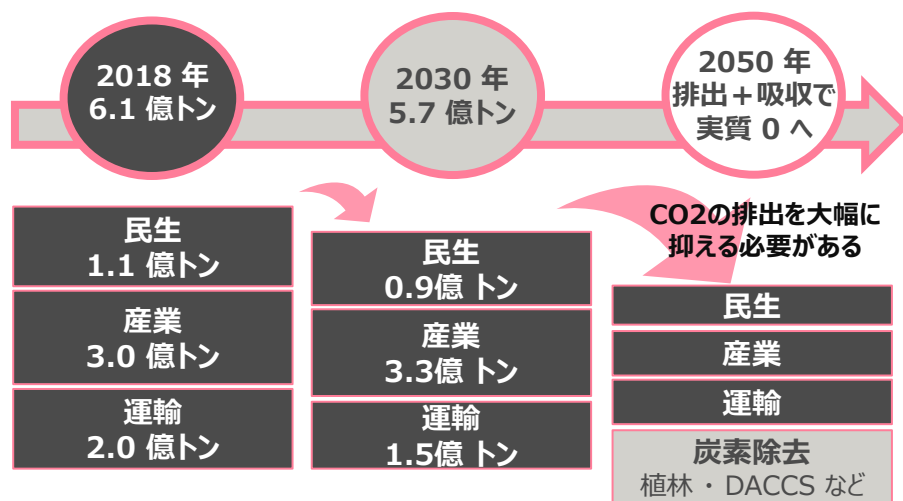 2018 年
6.1 億トン
2030 年
5.7 億トン
2050 年
排出＋吸収で
実質 0 へ
CO2の排出を大幅に
抑える必要がある
民生
1.1 億トン
産業
3.0 億トン
運輸
2.0 億トン
民生
0.9億 トン
産業
3.3億 トン
運輸
1.5億 トン
民生
産業
運輸
炭素除去
植林 ・ DACCS など